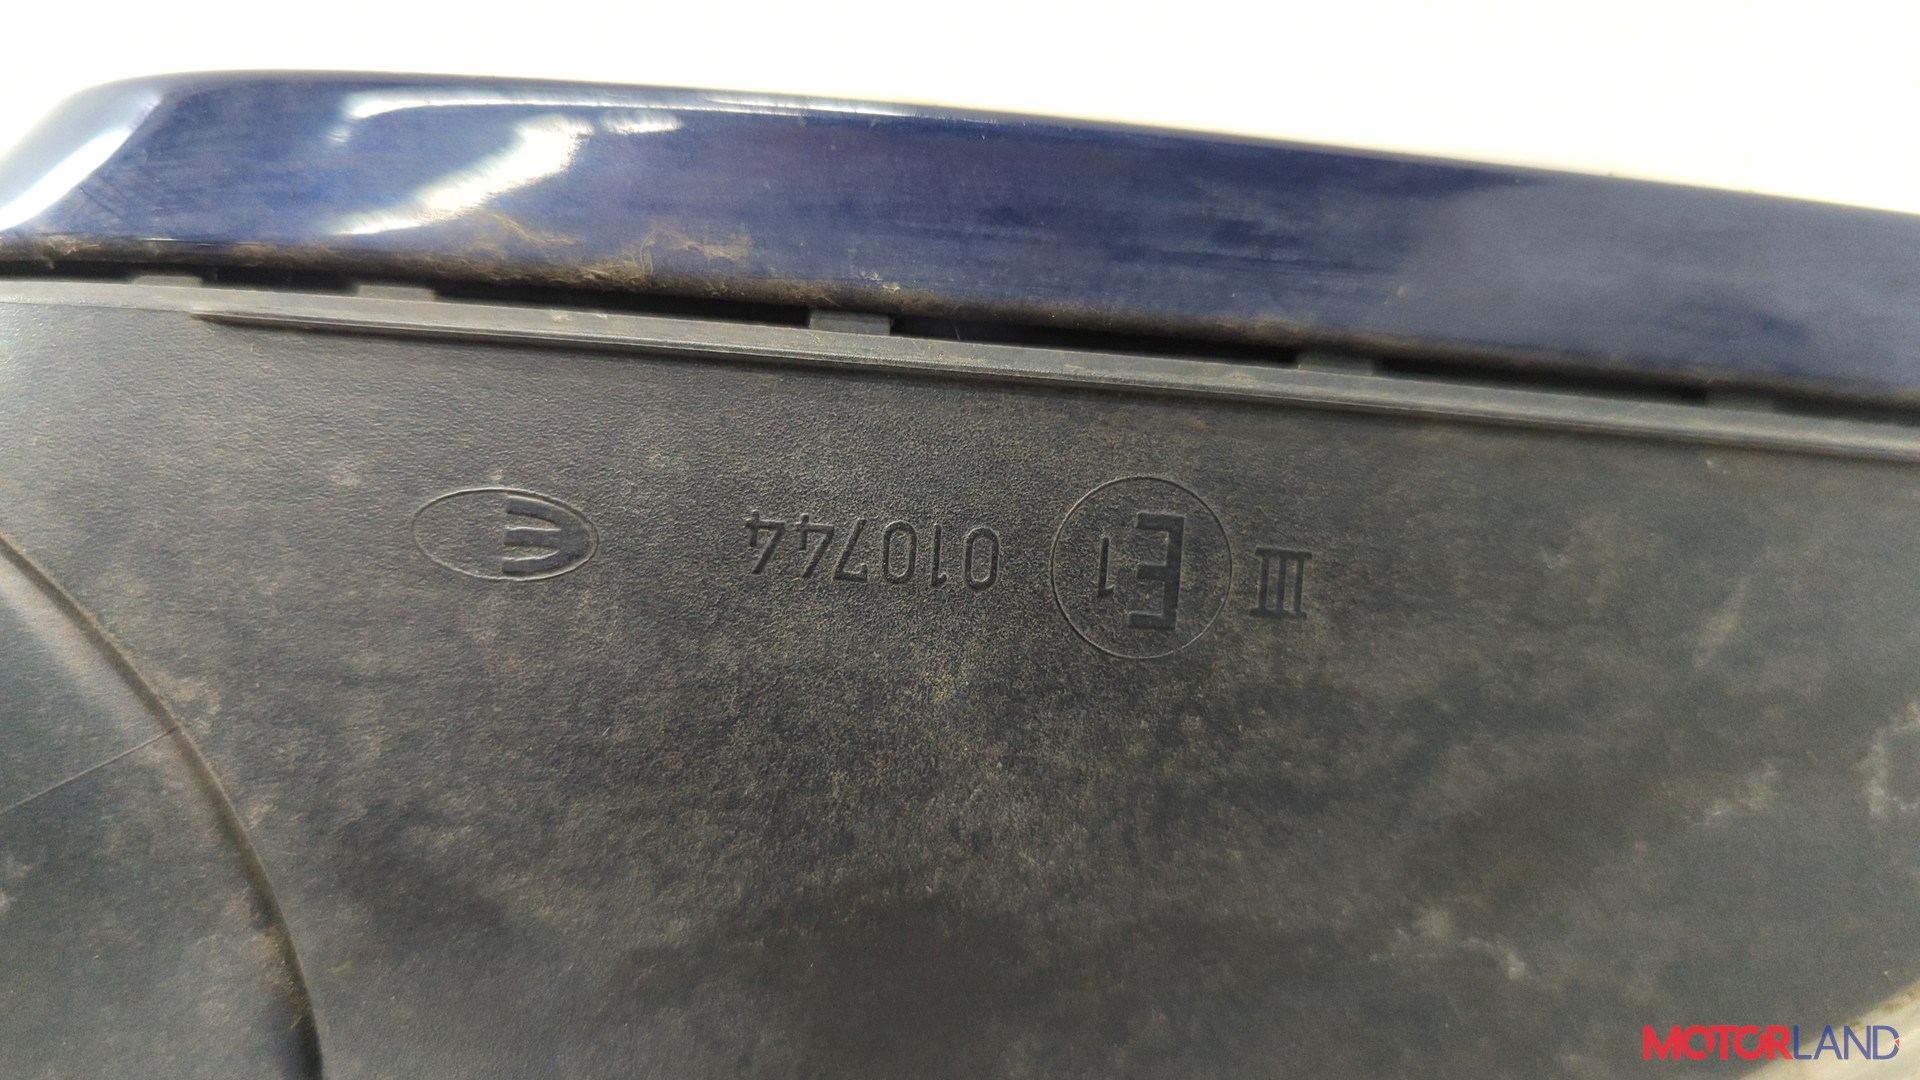 III E1 010744
MOTORLAND